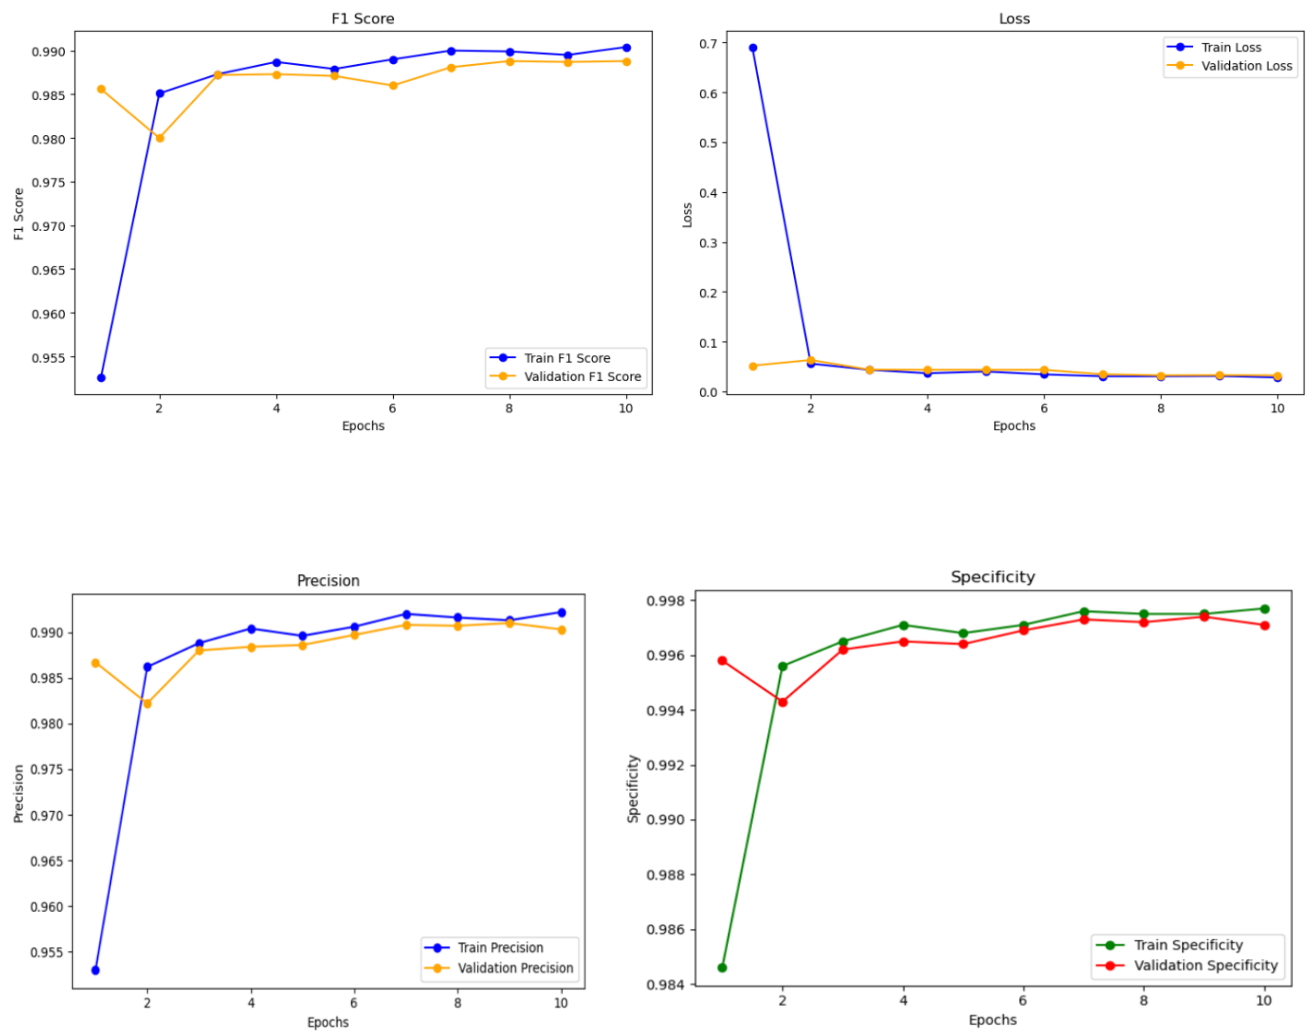 F1 Score
0.990
0.985
0.980
0.975
0.970
0.965
0.960
0.955
F1 Score
Train F1 Score
Validation F1 Score
2 4 6 8 10
Epochs
Loss
0.7
0.6
0.5
0.4
0.3
0.2
0.1
0.0
Loss
Train Loss
Validation Loss
2 4 6 8 10
Epochs
Precision
0.990
0.985
0.980
0.975
0.970
0.965
0.960
0.955
Precision
Train Precision
Validation Precision
2 4 6 8 10
Epochs
Specificity
0.998
0.996
0.994
0.992
0.990
0.988
0.986
0.984
Specificity
Train Specificity
Validation Specificity
2 4 6 8 10
Epochs